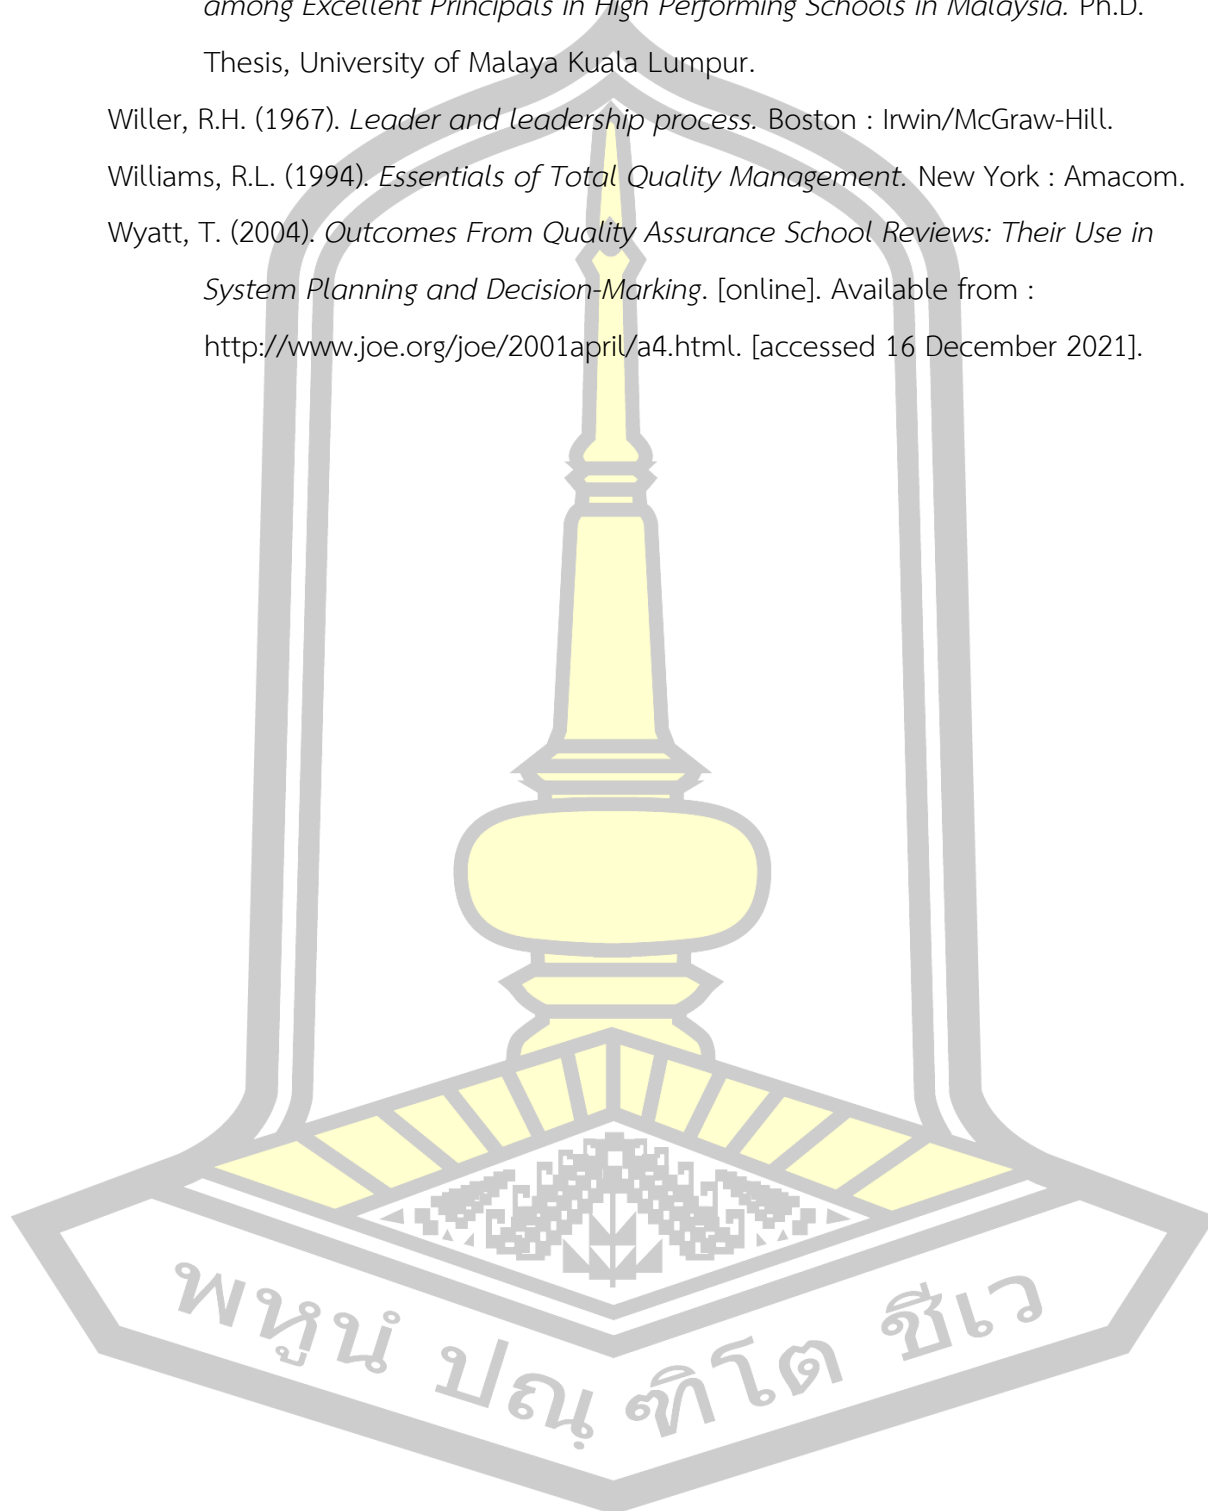 among Excellent Principals in High Performing Schools in Malaysia. Ph.D.
Thesis, University of Malaya Kuala Lumpur.
Willer, R.H. (1967). Leader and leadership process. Boston : Irwin/McGraw-Hill.
Williams, R.L. (1994). Essentials of Total Quality Management. New York : Amacom.
Wyatt, T. (2004). Outcomes From Quality Assurance School Reviews: Their Use in
System Planning and Decision-Marking. [online]. Available from :
http://www.joe.org/joe/2001april/a4.html. [accessed 16 December 2021].
พหูนํ ปณฺ ฑิโต ชีเว